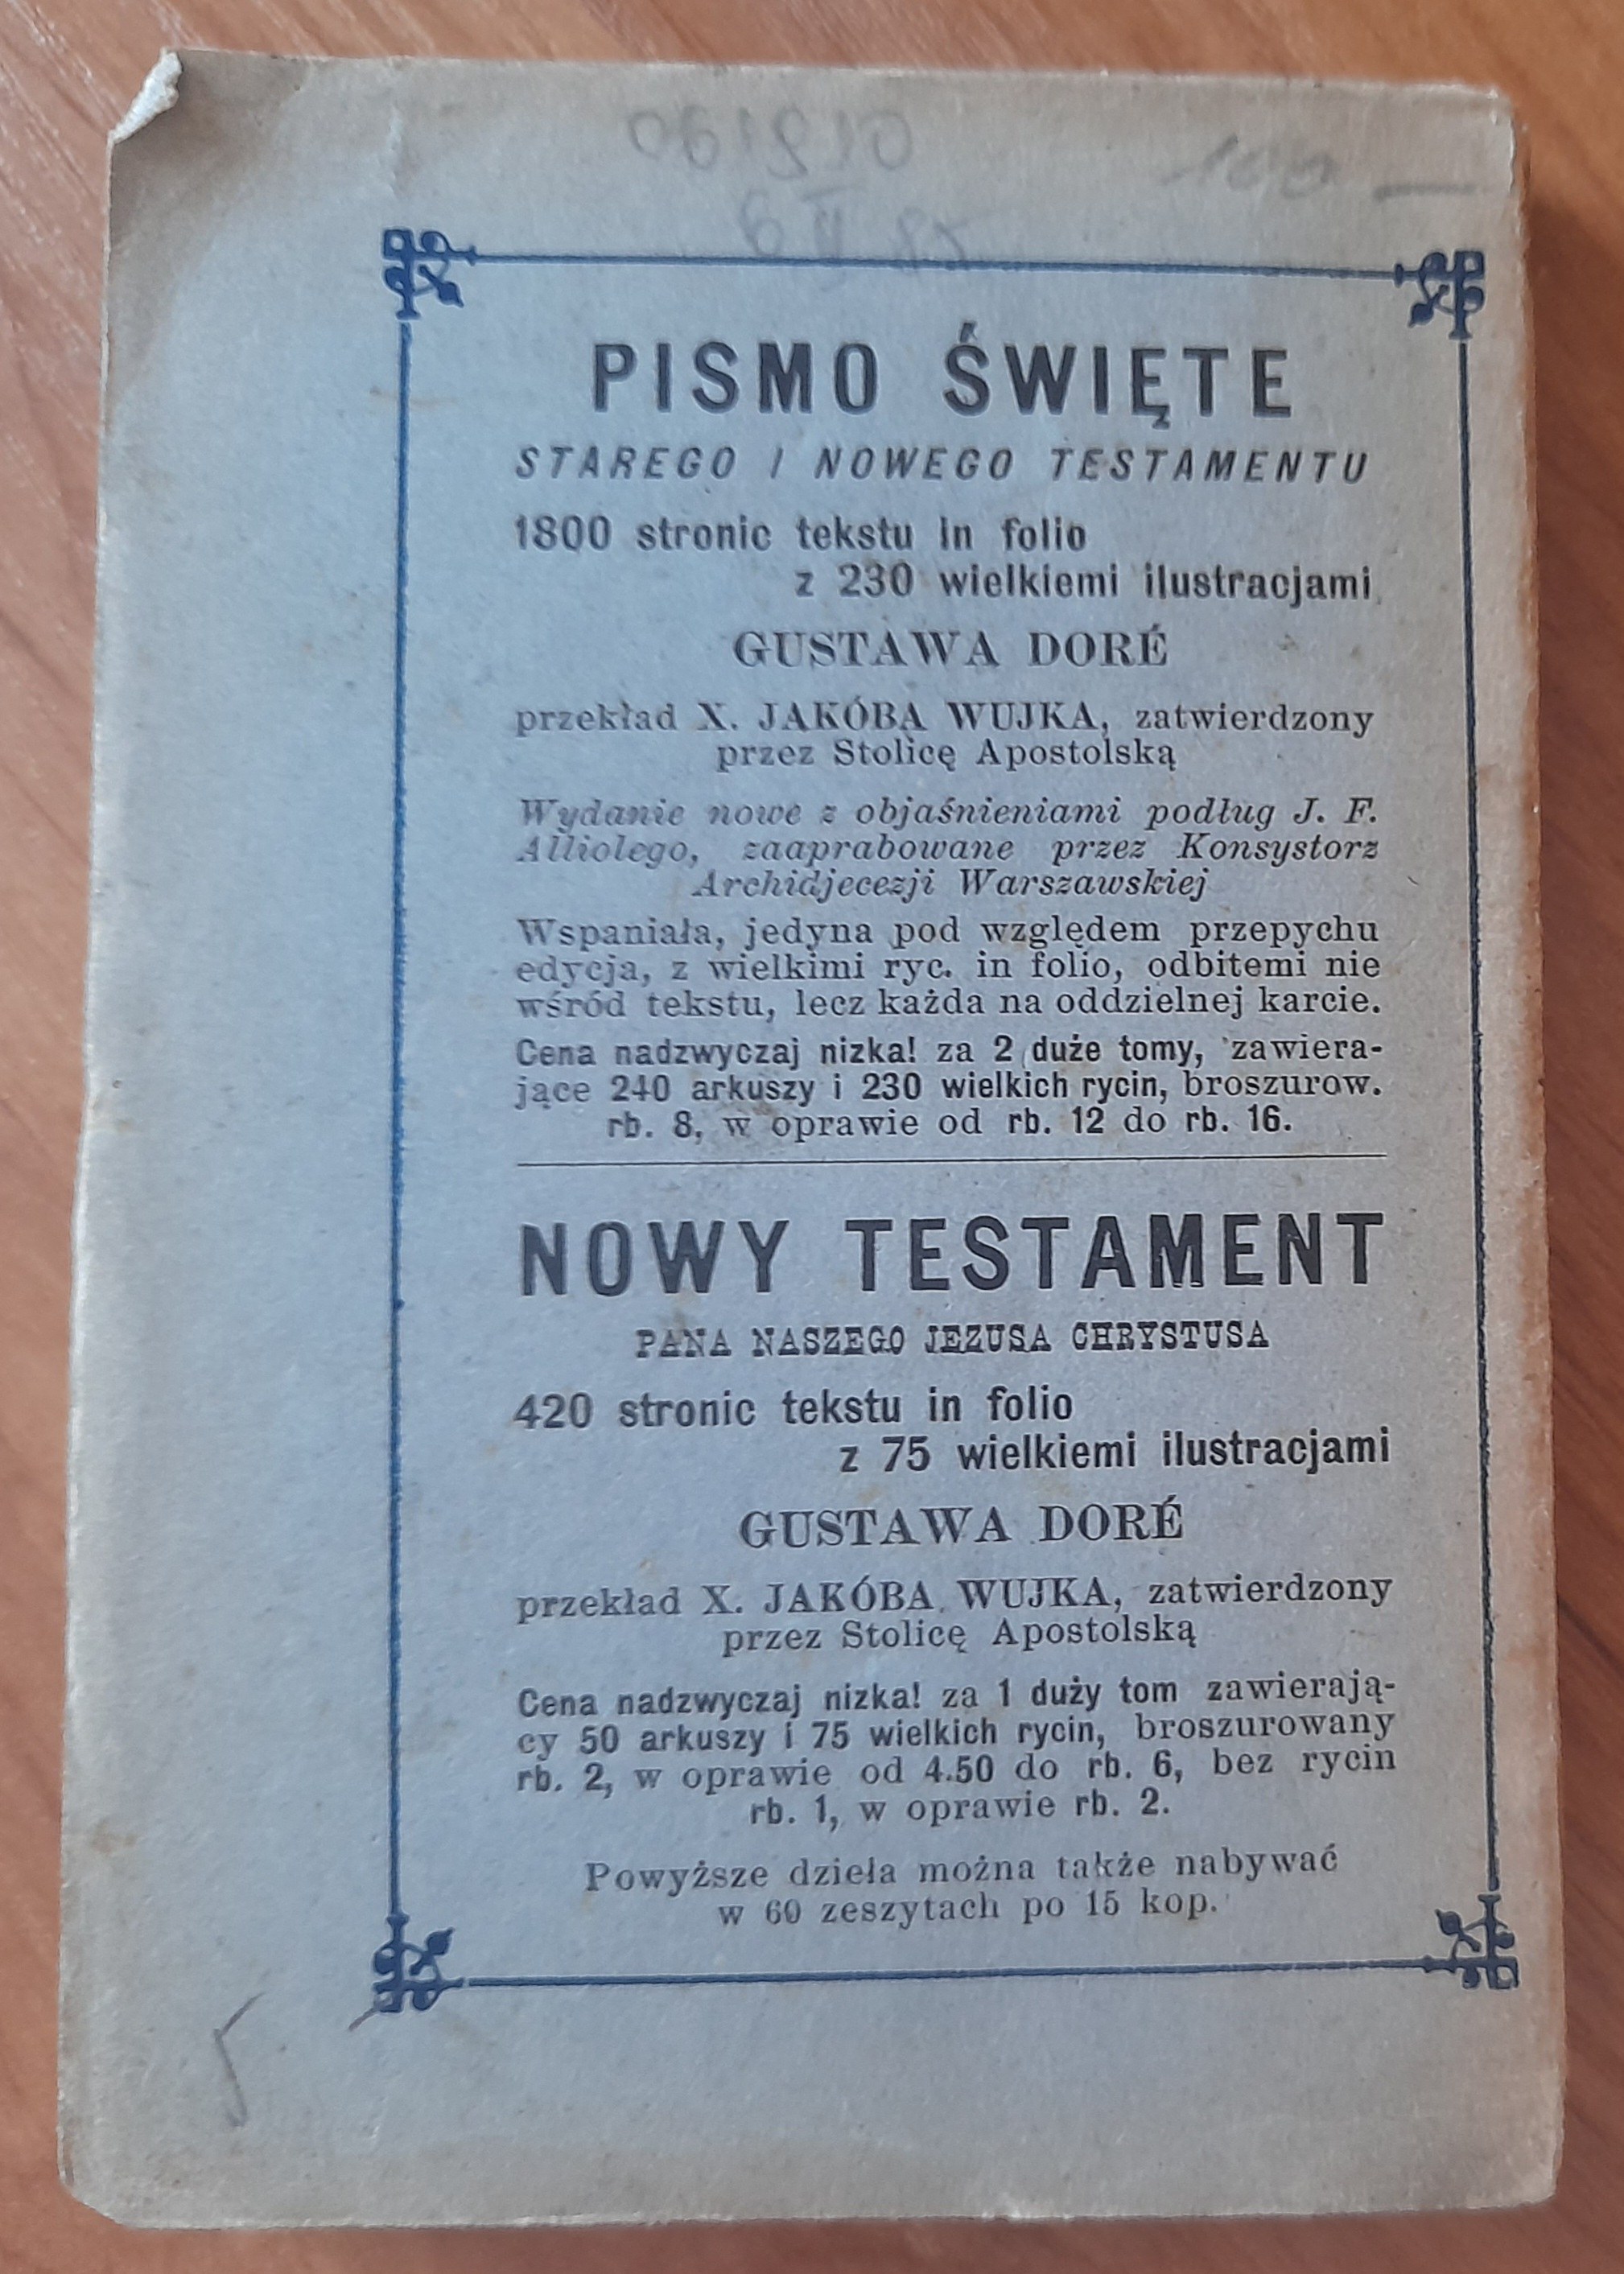 PISMO ŚWIĘTE
STAREGO I NOWEGO TESTAMENTU
1800 stronic tekstu in folio
z 230 wielkiemi ilustracjami
GUSTAWA DORÉ
przekład X. JAKÓBA WUJKA, zatwierdzony
przez Stolicę Apostolską
Wydanie nowe z objaśnieniami podług J. F.
Alliolego, zaaprabowane przez Konsystorz
Archidjecezji Warszawskiej
Wspaniała, jedyna pod względem przepychu
edycja, z wielkimi ryc. in folio, odbitemi nie
wśród tekstu, lecz każda na oddzielnej karcie.
Cena nadzwyczaj nizka! za 2 duże tomy, zawiera-
jące 240 arkuszy i 230 wielkich rycin, broszurow.
rb. 8, w oprawie od rb. 12 do rb. 16.
NOWY TESTAMENT
PANA NASZEGO JEZUSA CHRYSTUSA
420 stronic tekstu in folio
z 75 wielkiemi ilustracjami
GUSTAWA DORÉ
przekład X. JAKÓBA WUJKA, zatwierdzony
przez Stolicę Apostolską
Cena nadzwyczaj nizka! za 1 duży tom zawierają-
cy 50 arkuszy i 75 wielkich rycin, broszurowany
rb. 2, w oprawie od 4.50 do rb. 6, bez rycin
rb. 1, w oprawie rb. 2.
Powyższe dzieła można także nabywać
w 60 zeszytach po 15 kop.